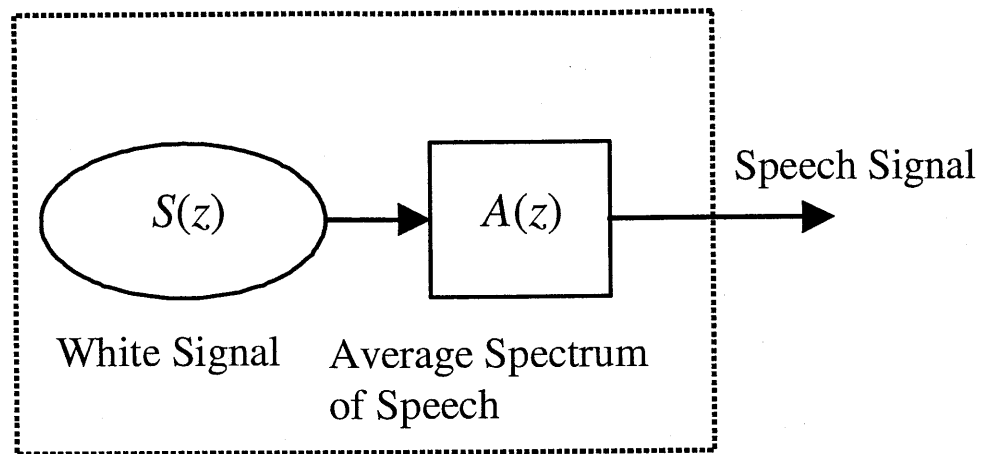 Speech Signal
S(z)
A(z)
White Signal
Average Spectrum
of Speech